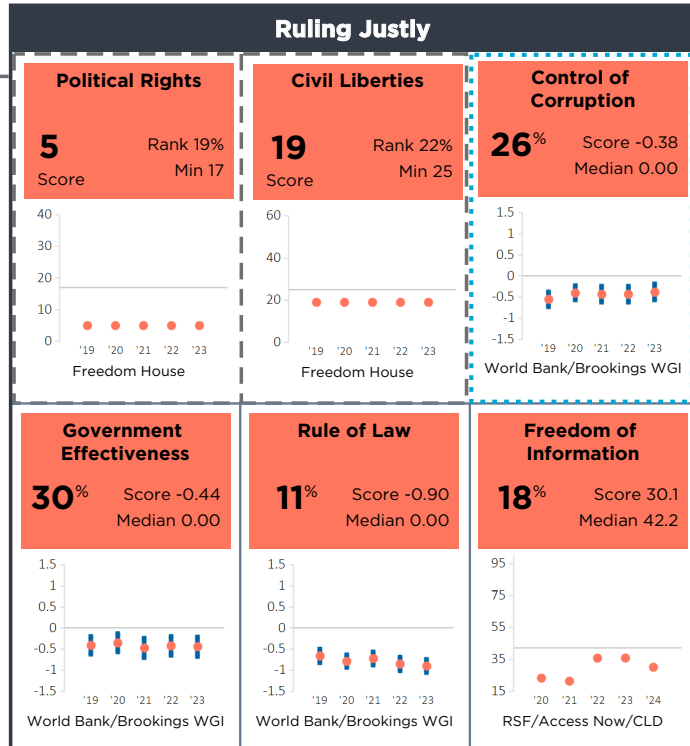 Ruling Justly
Political Rights
5
Score
Rank 19%
Min 17
40
30
20
10
0
'19 '20 '21 '22 '23
Freedom House
Civil Liberties
19
Score
Rank 22%
Min 25
60
40
20
0
'19 '20 '21 '22 '23
Freedom House
Control of
Corruption
26%
Score -0.38
Median 0.00
1.5
1
0.5
0
-0.5
-1
-1.5
'19 '20 '21 '22 '23
World Bank/Brookings WGI
Government
Effectiveness
30%
Score -0.44
Median 0.00
1.5
1
0.5
0
-0.5
-1
-1.5
'19 '20 '21 '22 '23
World Bank/Brookings WGI
Rule of Law
11%
Score -0.90
Median 0.00
1.5
1
0.5
0
-0.5
-1
-1.5
'19 '20 '21 '22 '23
World Bank/Brookings WGI
Freedom of
Information
18%
Score 30.1
Median 42.2
95
75
55
35
15
'20 '21 '22 '23 '24
RSF/Access Now/CLD